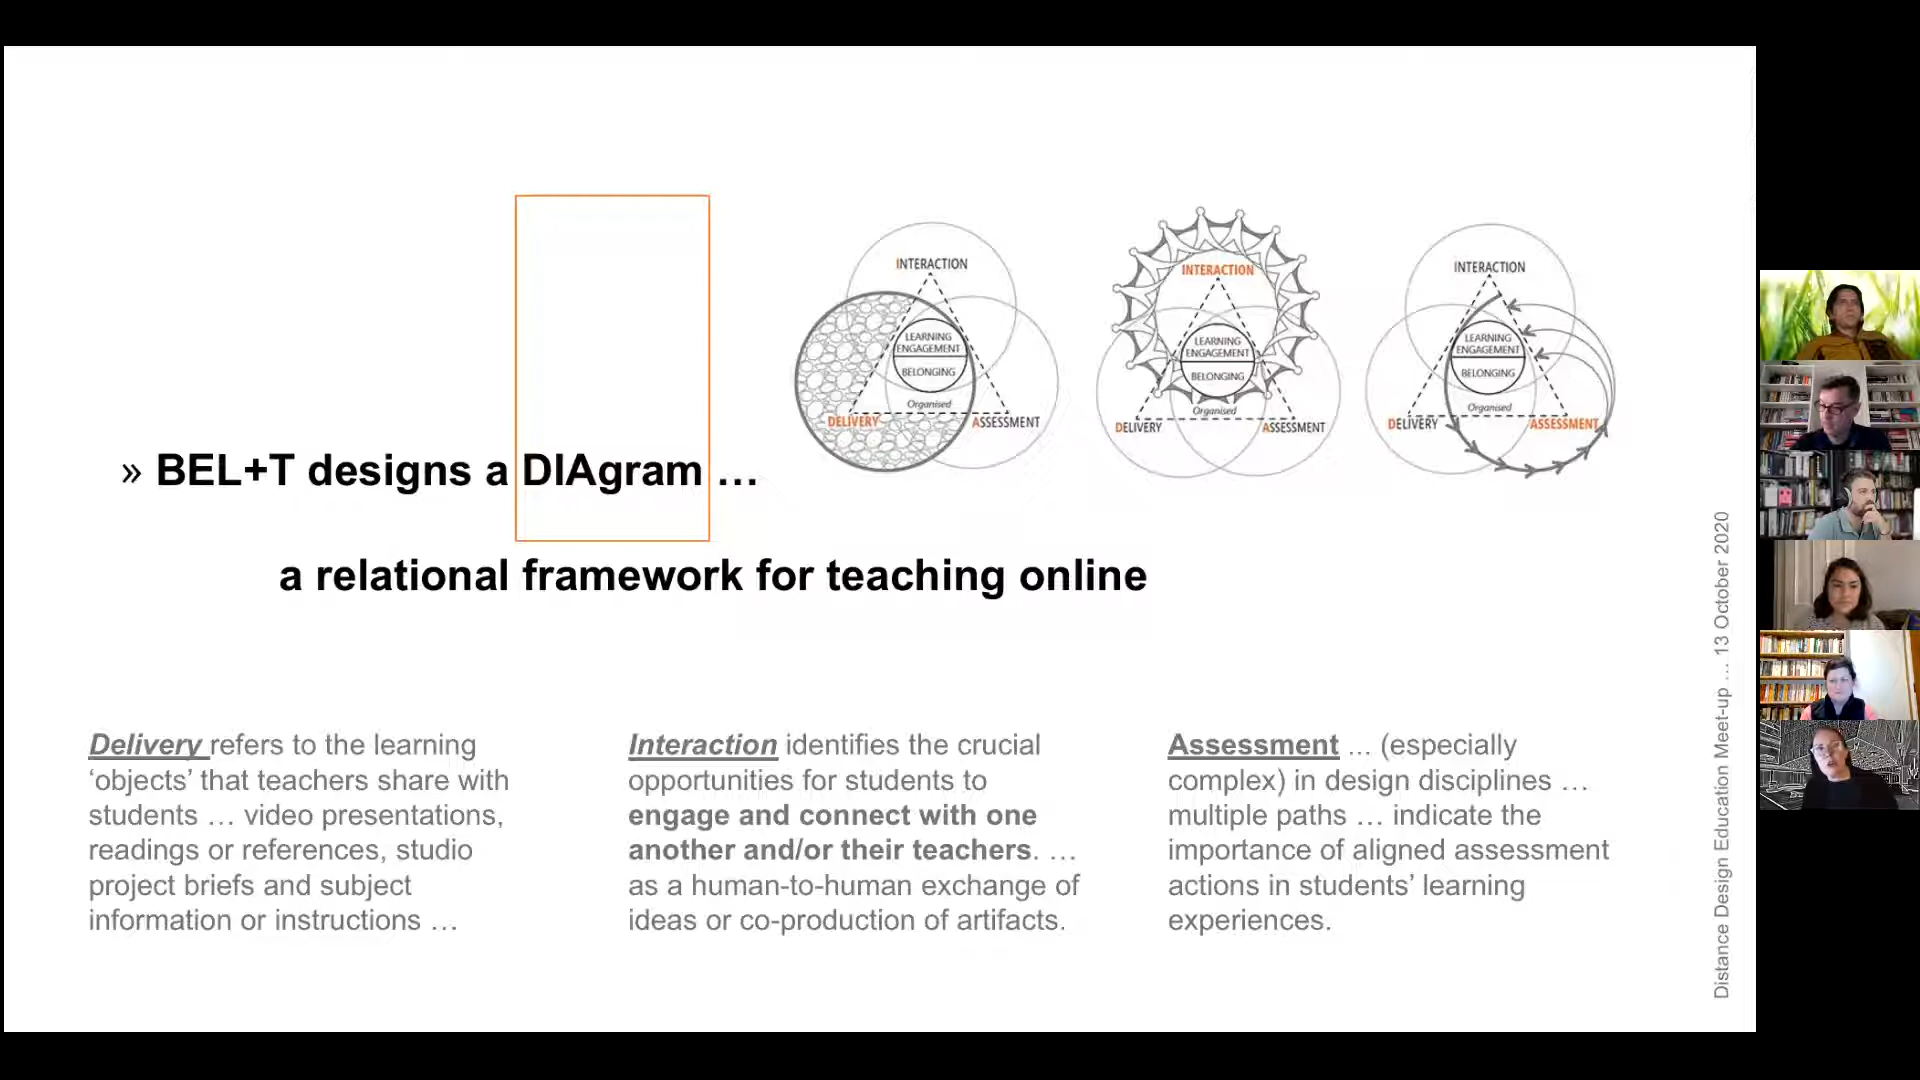 INTERACTION
LEARNING
ENGAGEMENT
BELONGING
Organised
DELIVERY
ASSESSMENT
INTERACTION
LEARNING
ENGAGEMENT
BELONGING
Organised
DELIVERY
ASSESSMENT
INTERACTION
LEARNING
ENGAGEMENT
BELONGING
Organised
DELIVERY
ASSESSMENT
» BEL+T designs a DIAgram …
a relational framework for teaching online
Delivery refers to the learning
‘objects’ that teachers share with
students … video presentations,
readings or references, studio
project briefs and subject
information or instructions …
Interaction identifies the crucial
opportunities for students to
engage and connect with one
another and/or their teachers. …
as a human-to-human exchange of
ideas or co-production of artifacts.
Assessment ... (especially
complex) in design disciplines …
multiple paths … indicate the
importance of aligned assessment
actions in students’ learning
experiences.
Distance Design Education Meet-up … 13 October 2020